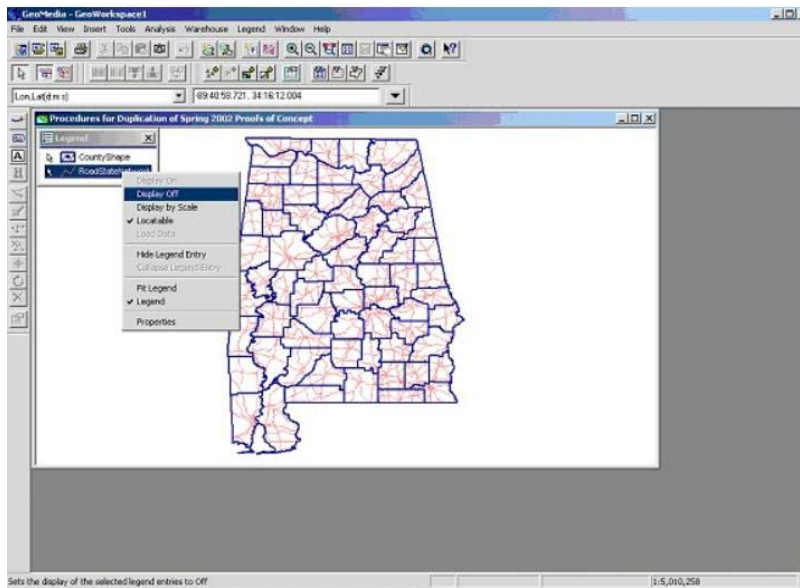 GeoMedia - GeoWorkspace1
File Edit View Insert Tools Analysis Warehouse Legend Window Help
Lon,Lat(d:m:s) -89:40:58.721, 34:16:12.004
Procedures for Duplication of Spring 2002 Proofs of Concept
Legend
CountyShape
RoadStateNetwork
Display On
Display Off
Display by Scale
Locatable
Load Data
Hide Legend Entry
Collapse Legend Entry
Fit Legend
Legend
Properties
Sets the display of the selected legend entries to Off 1:5,010,258